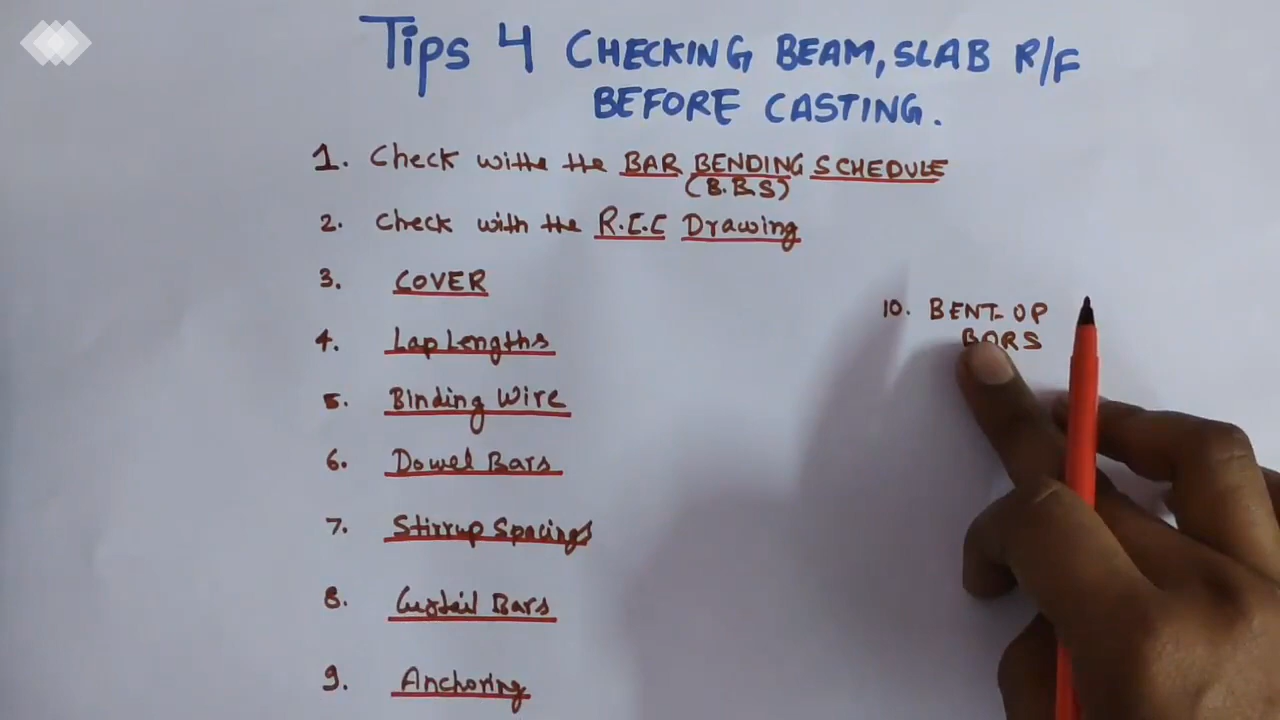 Tips 4 CHECKING BEAM, SLAB R/F
BEFORE CASTING.
1. Check withe the BAR BENDING SCHEDULE
(B.B.S)
2. Check with the R.C.C Drawing
3. COVER
4. Lap Lengths
5. Binding Wire
6. Dowel Bars
7. Stirrup Spacings
8. Curtail Bars
9. Anchoring
10. BENT-UP
BARS